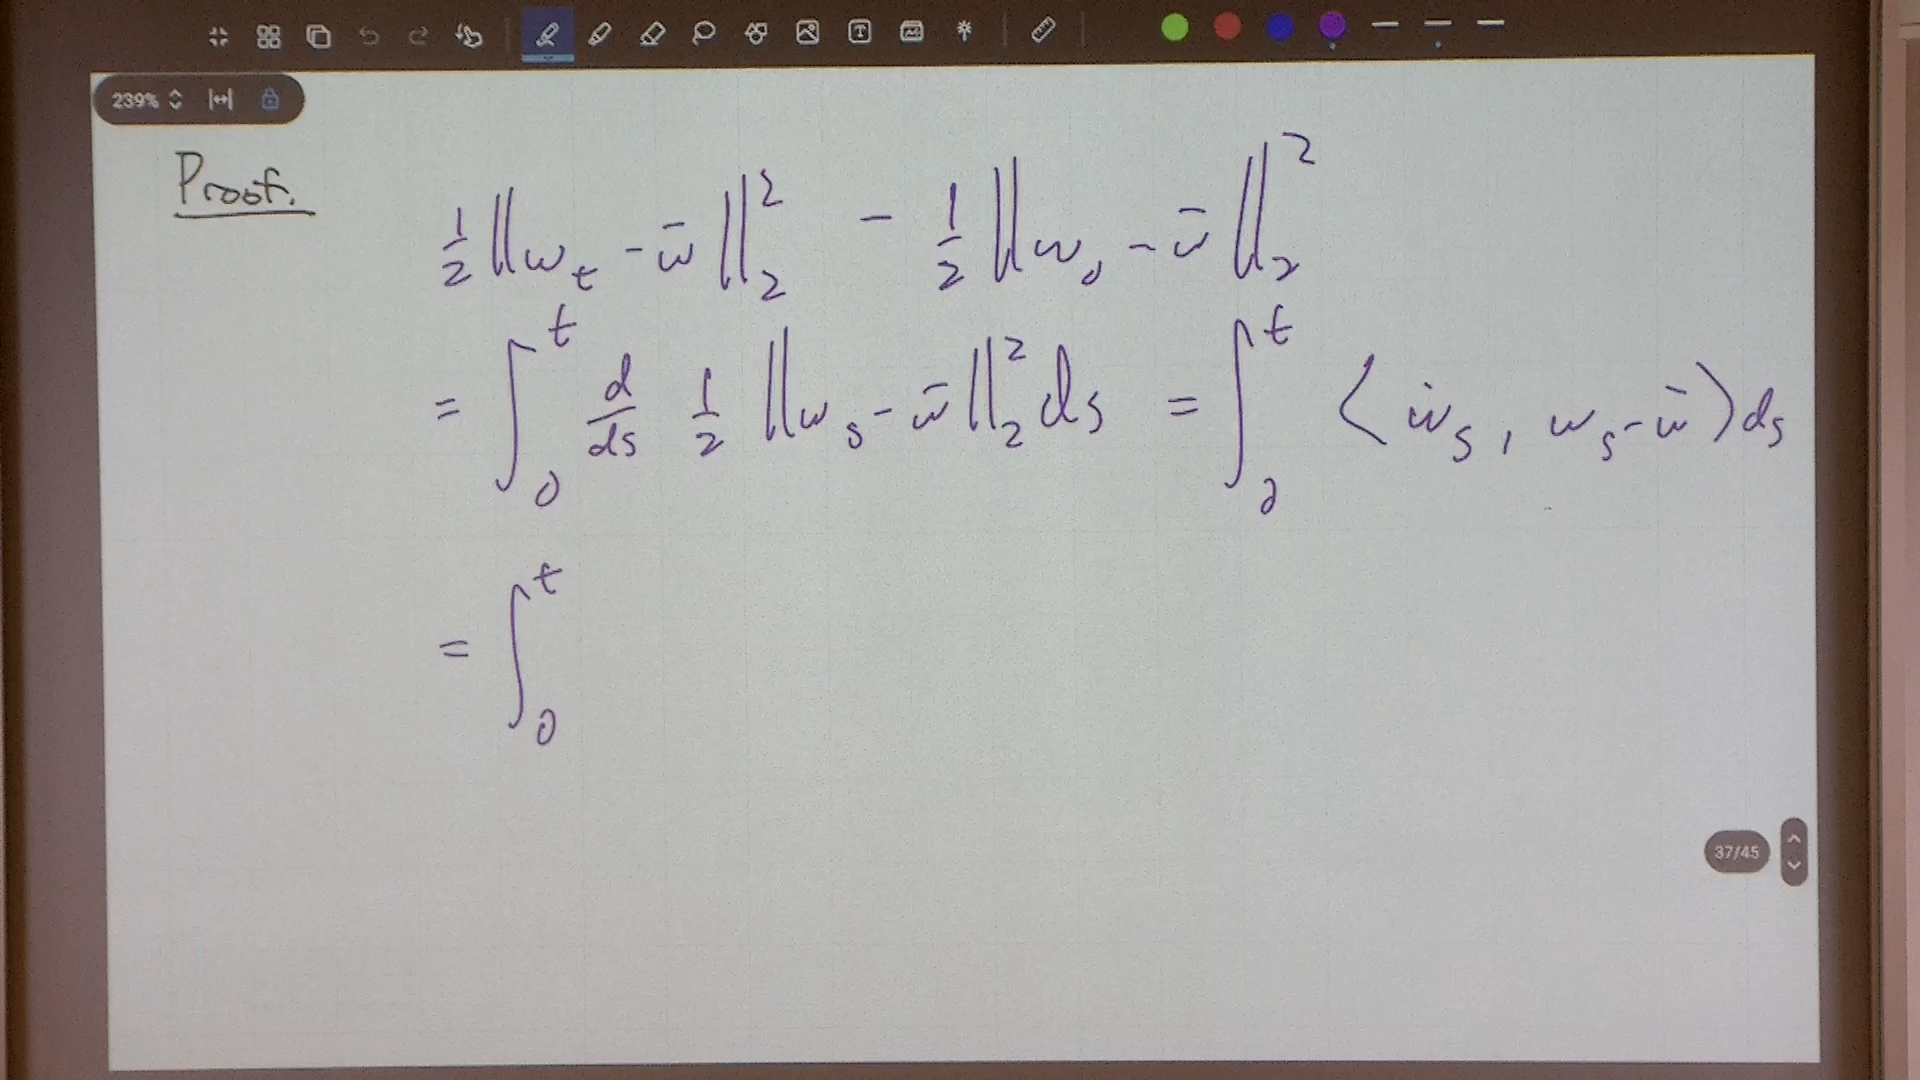 239%
Proof.
½‖w_t - w̄‖₂² - ½‖w₀ - w̄‖₂²
= ∫₀ᵗ d/ds ½‖w_s - w̄‖₂² ds = ∫₀ᵗ ⟨ẇ_s, w_s - w̄⟩ ds
= ∫₀ᵗ
37/45